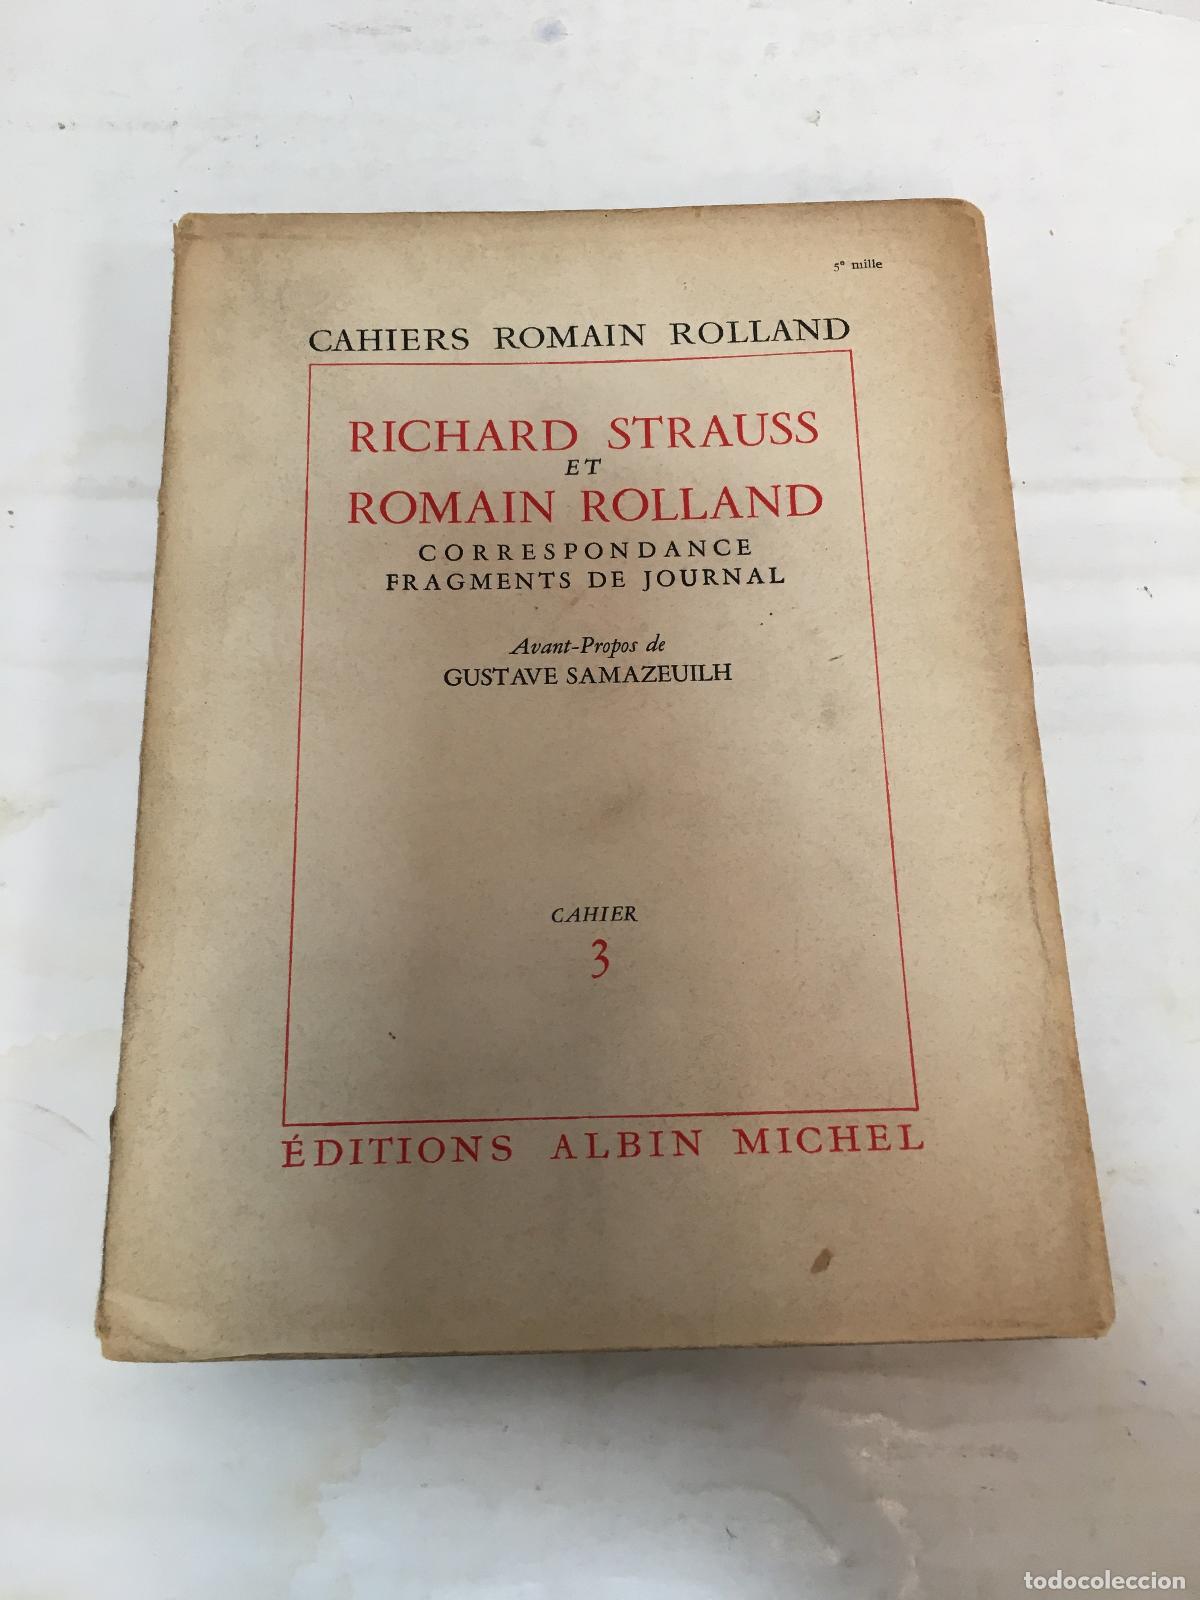 5e mille
CAHIERS ROMAIN ROLLAND
RICHARD STRAUSS
ET
ROMAIN ROLLAND
CORRESPONDANCE
FRAGMENTS DE JOURNAL
Avant-Propos de
GUSTAVE SAMAZEUILH
CAHIER
3
ÉDITIONS ALBIN MICHEL
todocoleccion